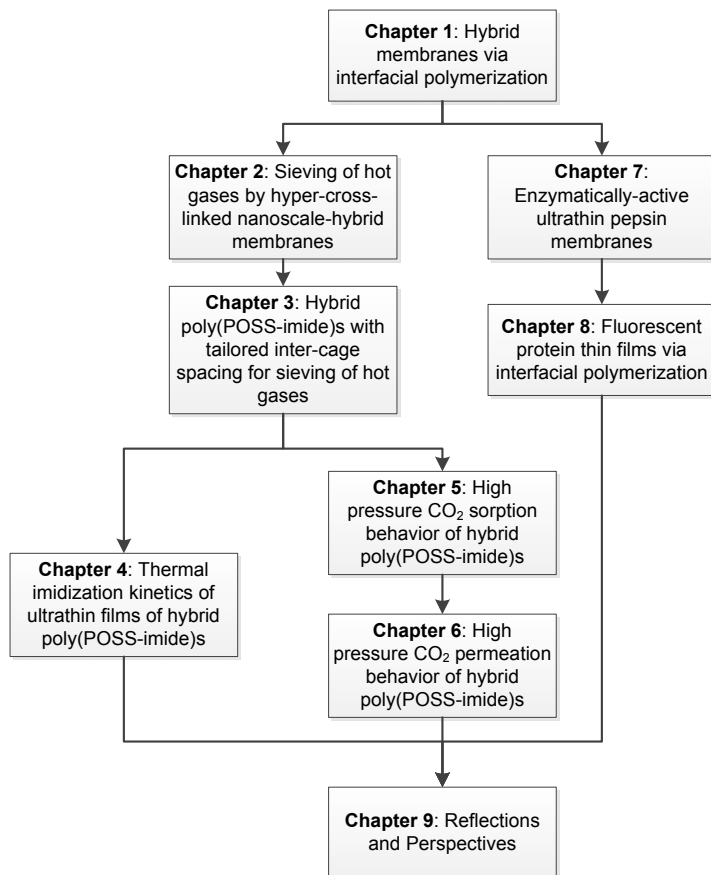 Chapter 1: Hybrid
membranes via
interfacial polymerization
Chapter 2: Sieving of hot
gases by hyper-cross-
linked nanoscale-hybrid
membranes
Chapter 7:
Enzymatically-active
ultrathin pepsin
membranes
Chapter 3: Hybrid
poly(POSS-imide)s with
tailored inter-cage
spacing for sieving of hot
gases
Chapter 8: Fluorescent
protein thin films via
interfacial polymerization
Chapter 5: High
pressure CO₂ sorption
behavior of hybrid
poly(POSS-imide)s
Chapter 4: Thermal
imidization kinetics of
ultrathin films of hybrid
poly(POSS-imide)s
Chapter 6: High
pressure CO₂ permeation
behavior of hybrid
poly(POSS-imide)s
Chapter 9: Reflections
and Perspectives